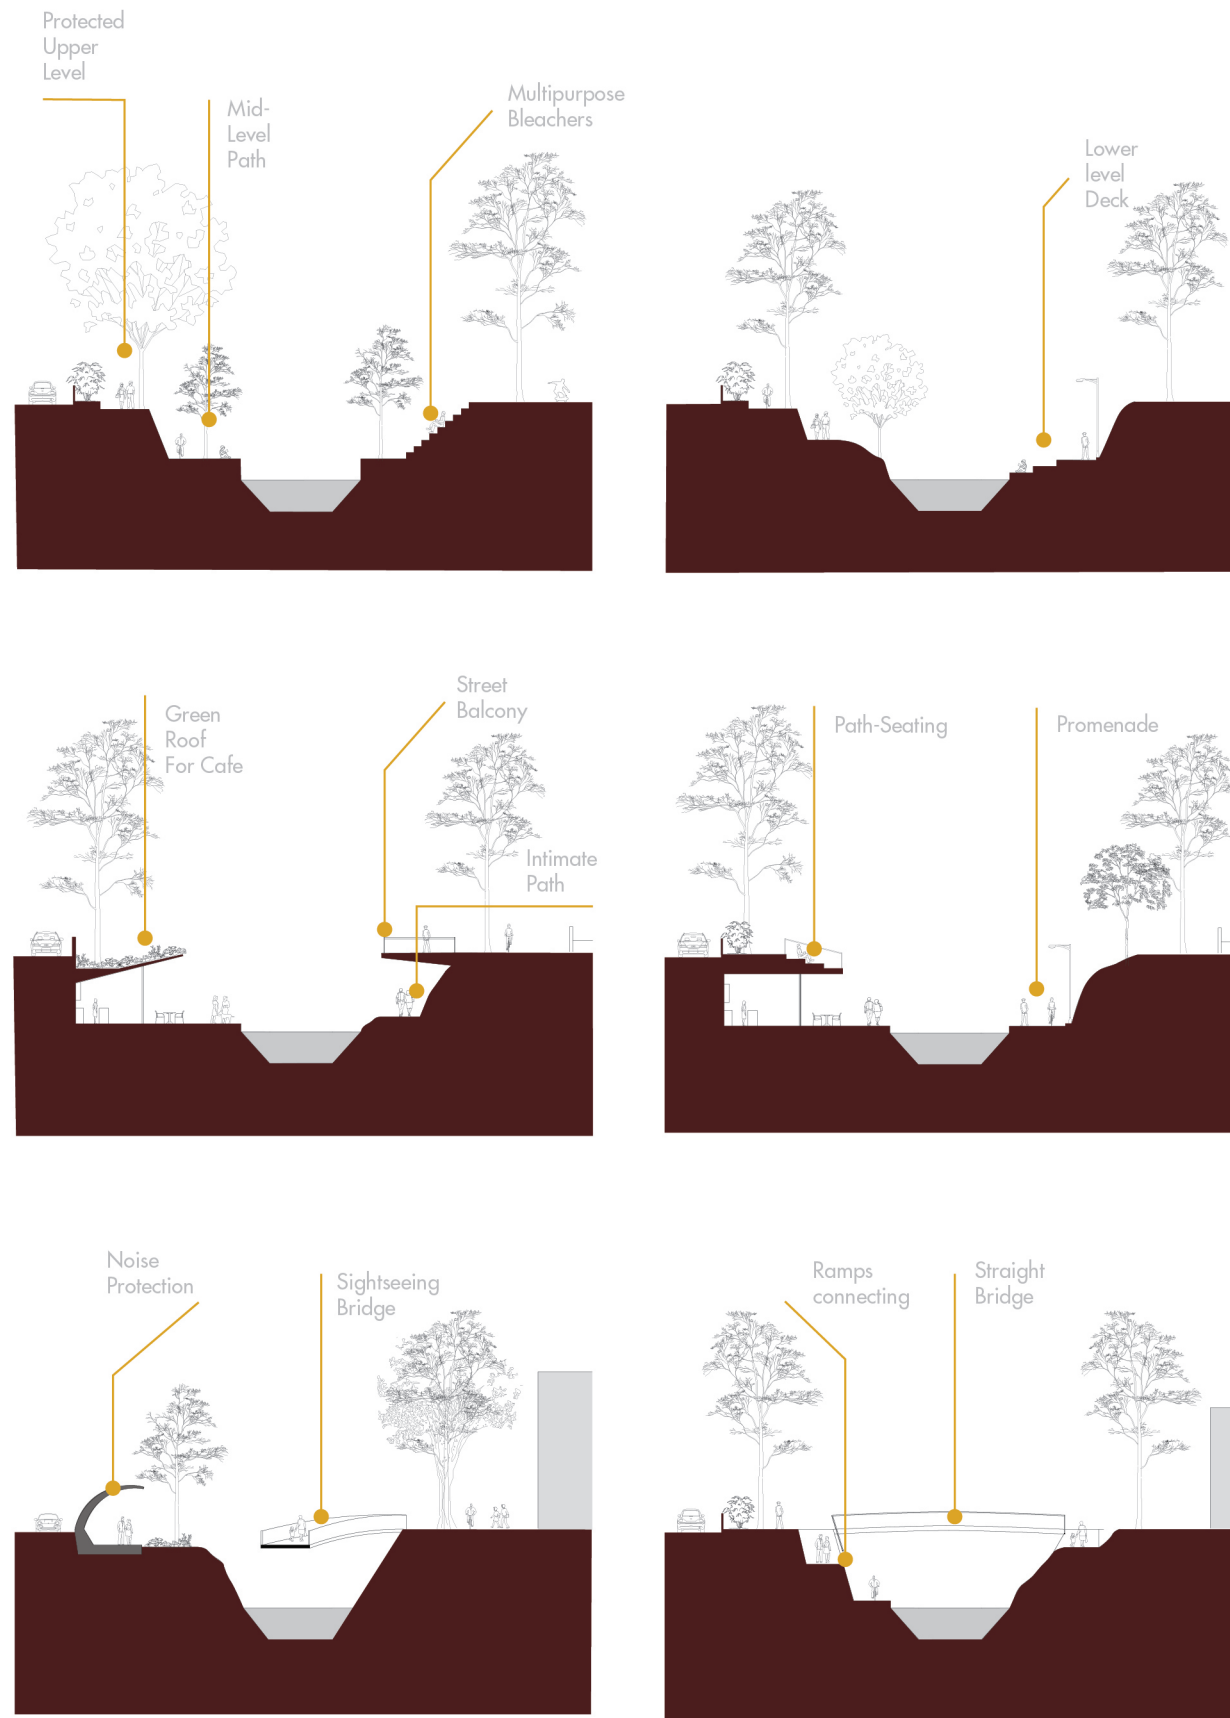 Protected
Upper
Level
Mid-
Level
Path
Multipurpose
Bleachers
Lower
level
Deck
Green
Roof
For Cafe
Street
Balcony
Intimate
Path
Path-Seating
Promenade
Noise
Protection
Sightseeing
Bridge
Ramps
connecting
Straight
Bridge